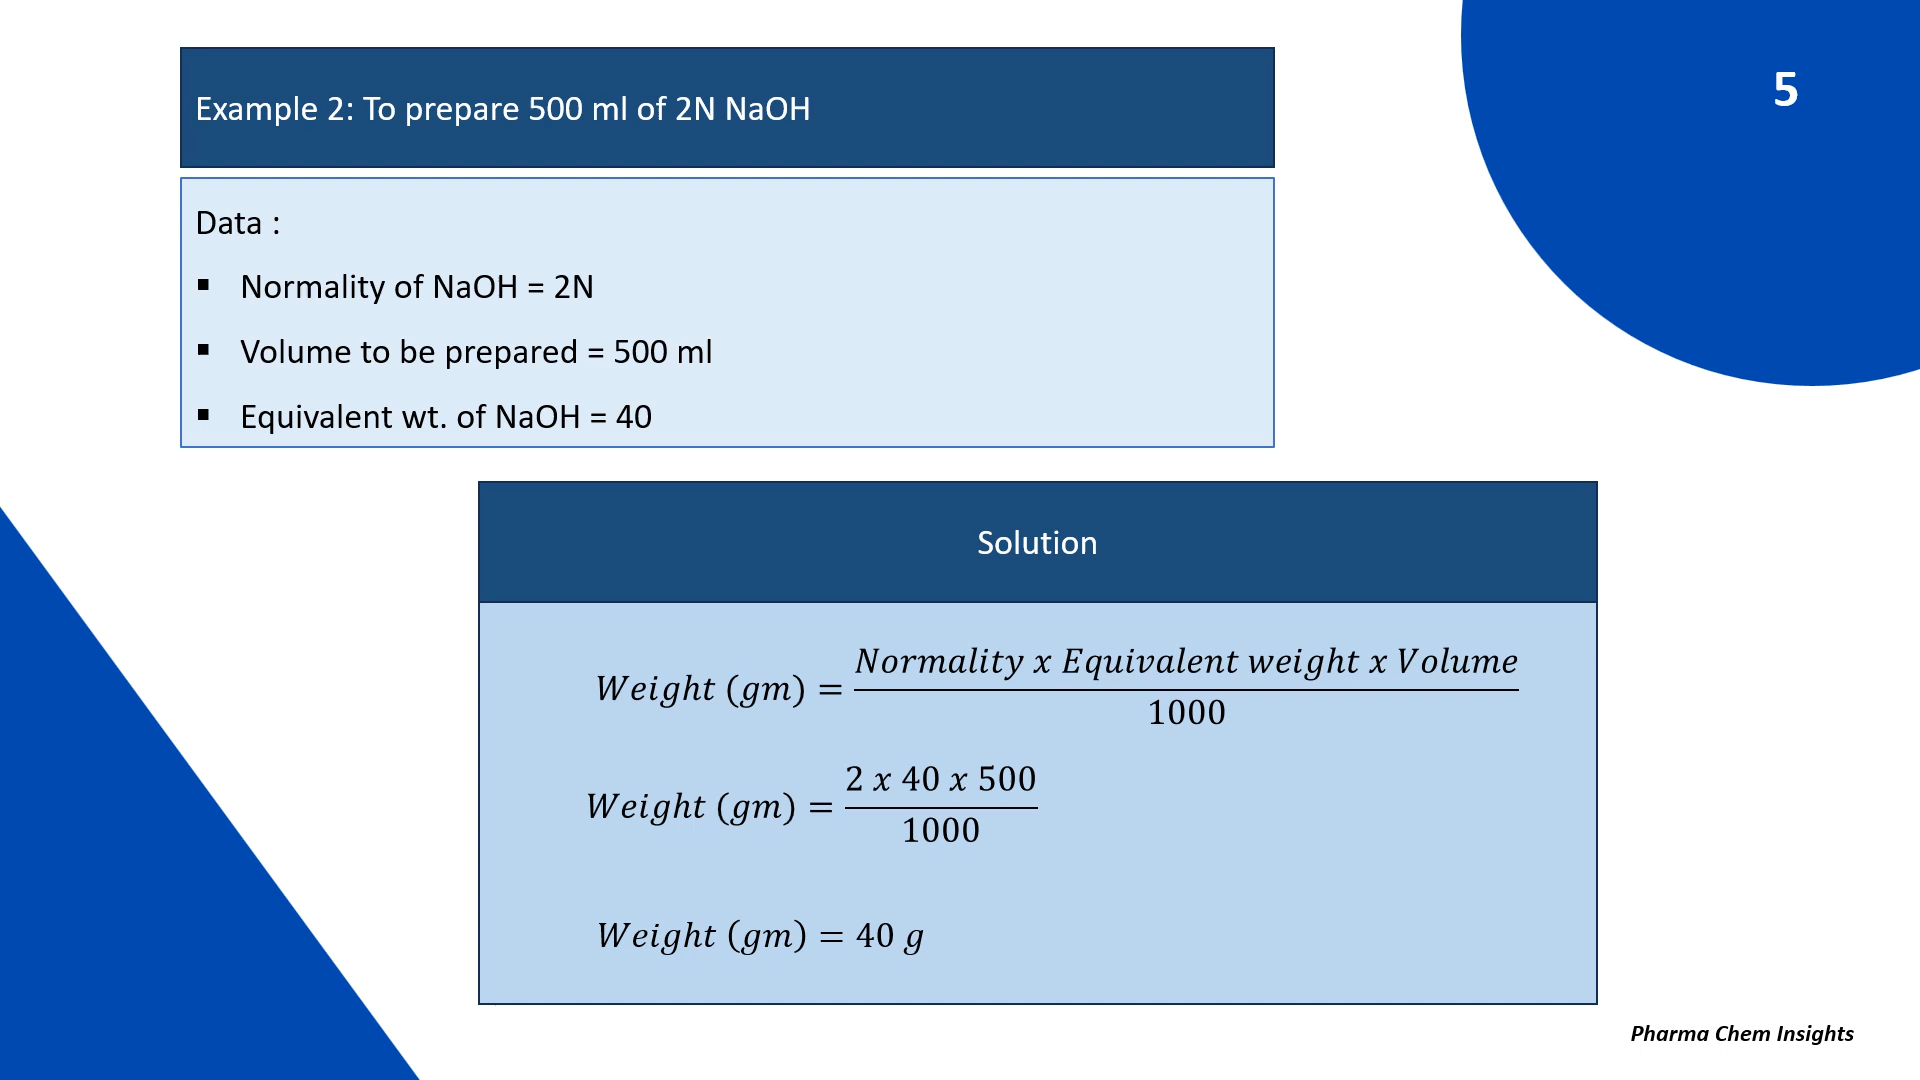 5
Example 2: To prepare 500 ml of 2N NaOH
Data :
▪ Normality of NaOH = 2N
▪ Volume to be prepared = 500 ml
▪ Equivalent wt. of NaOH = 40
Solution
Weight (gm) = Normality x Equivalent weight x Volume / 1000
Weight (gm) = 2 x 40 x 500 / 1000
Weight (gm) = 40 g
Pharma Chem Insights